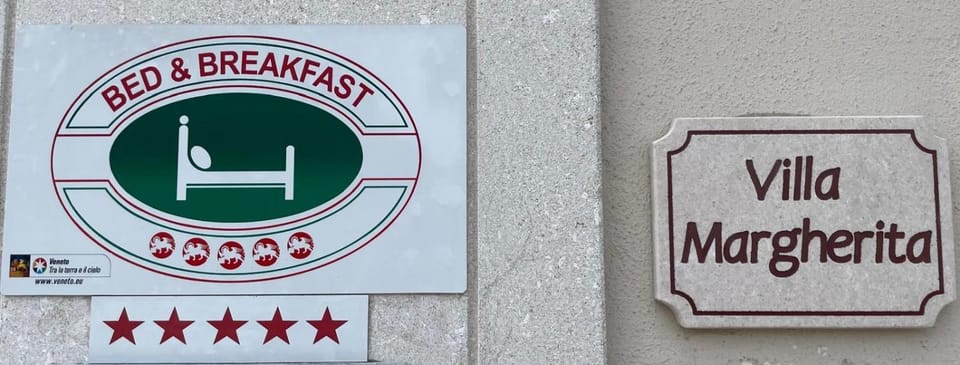 BED & BREAKFAST
Veneto
Tra la terra e il cielo
www.veneto.eu
Villa
Margherita